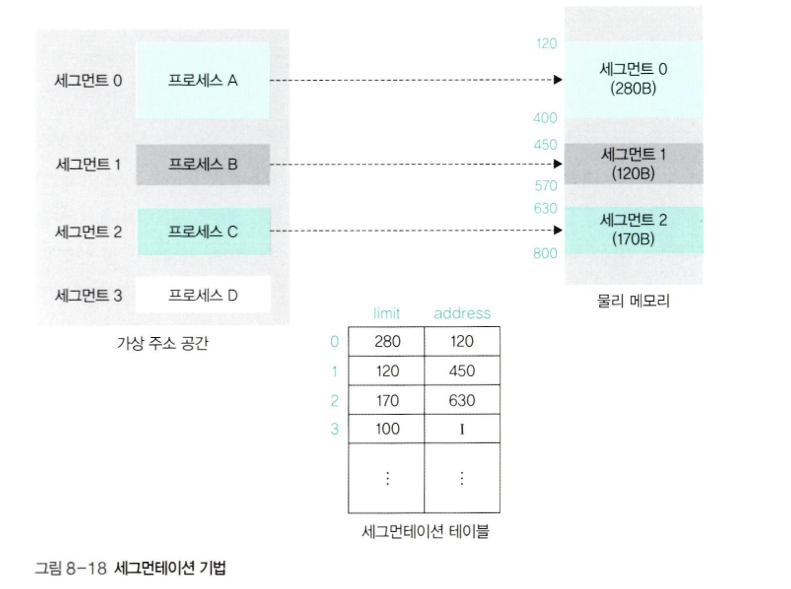 120
세그먼트 0 프로세스 A 세그먼트 0
(280B)
400
450
세그먼트 1 프로세스 B 세그먼트 1
(120B)
570
630
세그먼트 2 프로세스 C 세그먼트 2
(170B)
800
세그먼트 3 프로세스 D
물리 메모리
가상 주소 공간
limit address
0 280 120
1 120 450
2 170 630
3 100 I
⋮ ⋮
세그먼테이션 테이블
그림 8-18 세그먼테이션 기법